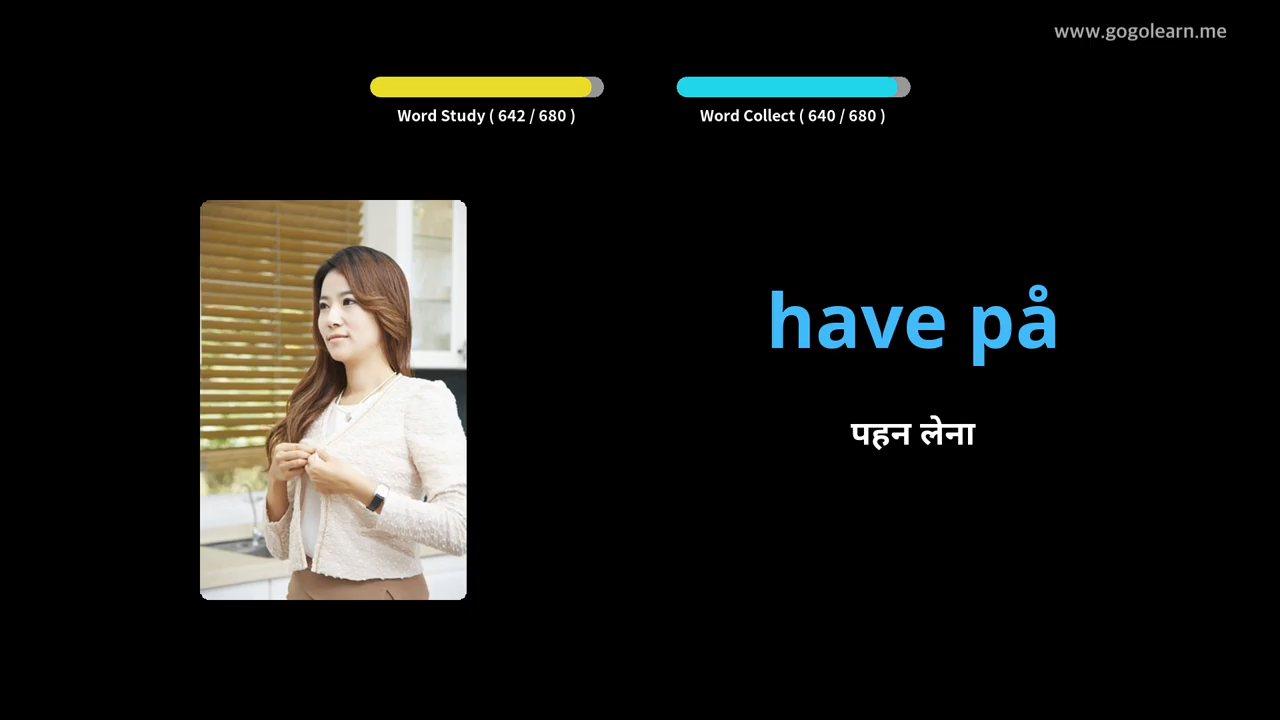 www.gogolearn.me
Word Study ( 642 / 680 )
Word Collect ( 640 / 680 )
have på
पहन लेना